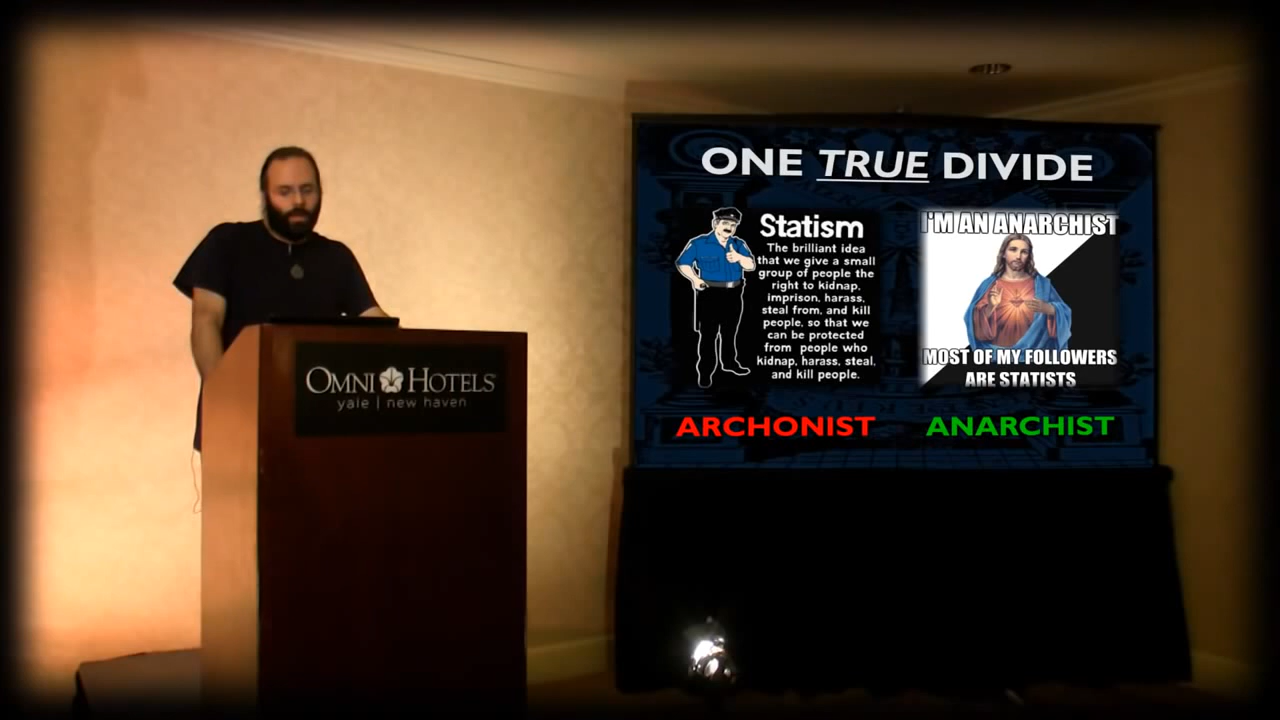 ONE TRUE DIVIDE
Statism
The brilliant idea
that we give a small
group of people the
right to kidnap,
imprison, harass,
steal from, and kill
people, so that we
can be protected
from people who
kidnap, harass, steal,
and kill people.
I'M AN ANARCHIST
MOST OF MY FOLLOWERS
ARE STATISTS
ARCHONIST
ANARCHIST
OMNI HOTELS
yale | new haven